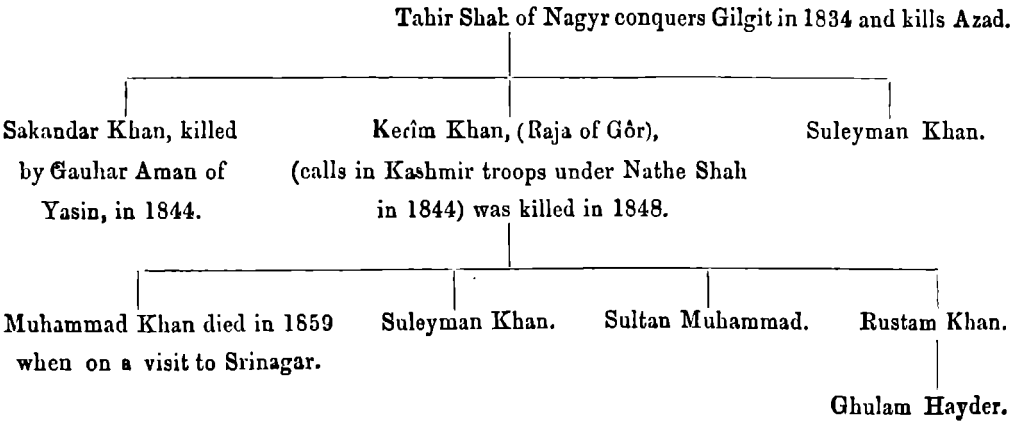 Tahir Shah of Nagyr conquers Gilgit in 1834 and kills Azad.
Sakandar Khan, killed
by Gauhar Aman of
Yasin, in 1844.
Kerîm Khan, (Raja of Gôr),
(calls in Kashmir troops under Nathe Shah
in 1844) was killed in 1848.
Suleyman Khan.
Muhammad Khan died in 1859
when on a visit to Srinagar.
Suleyman Khan.
Sultan Muhammad.
Rustam Khan.
Ghulam Hayder.